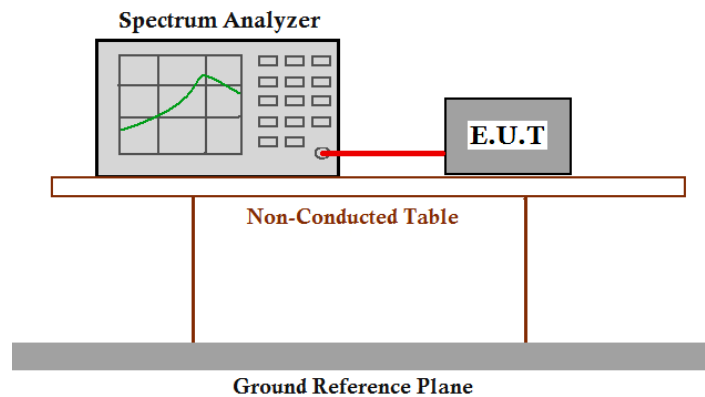 Spectrum Analyzer
E.U.T
Non-Conducted Table
Ground Reference Plane